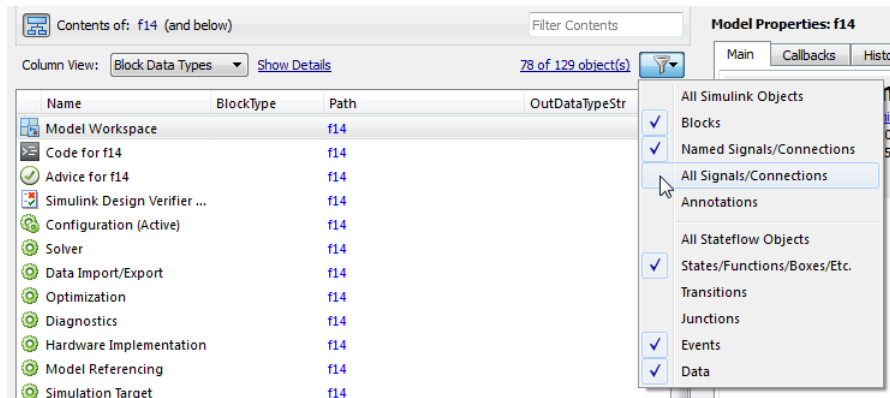 Contents of: f14 (and below)
Filter Contents
Model Properties: f14
Column View: Block Data Types Show Details 78 of 129 object(s)
Main Callbacks Histo
Name BlockType Path OutDataTypeStr
Model Workspace f14
Code for f14 f14
Advice for f14 f14
Simulink Design Verifier ... f14
Configuration (Active) f14
Solver f14
Data Import/Export f14
Optimization f14
Diagnostics f14
Hardware Implementation f14
Model Referencing f14
Simulation Target f14
All Simulink Objects
Blocks
Named Signals/Connections
All Signals/Connections
Annotations
All Stateflow Objects
States/Functions/Boxes/Etc.
Transitions
Junctions
Events
Data